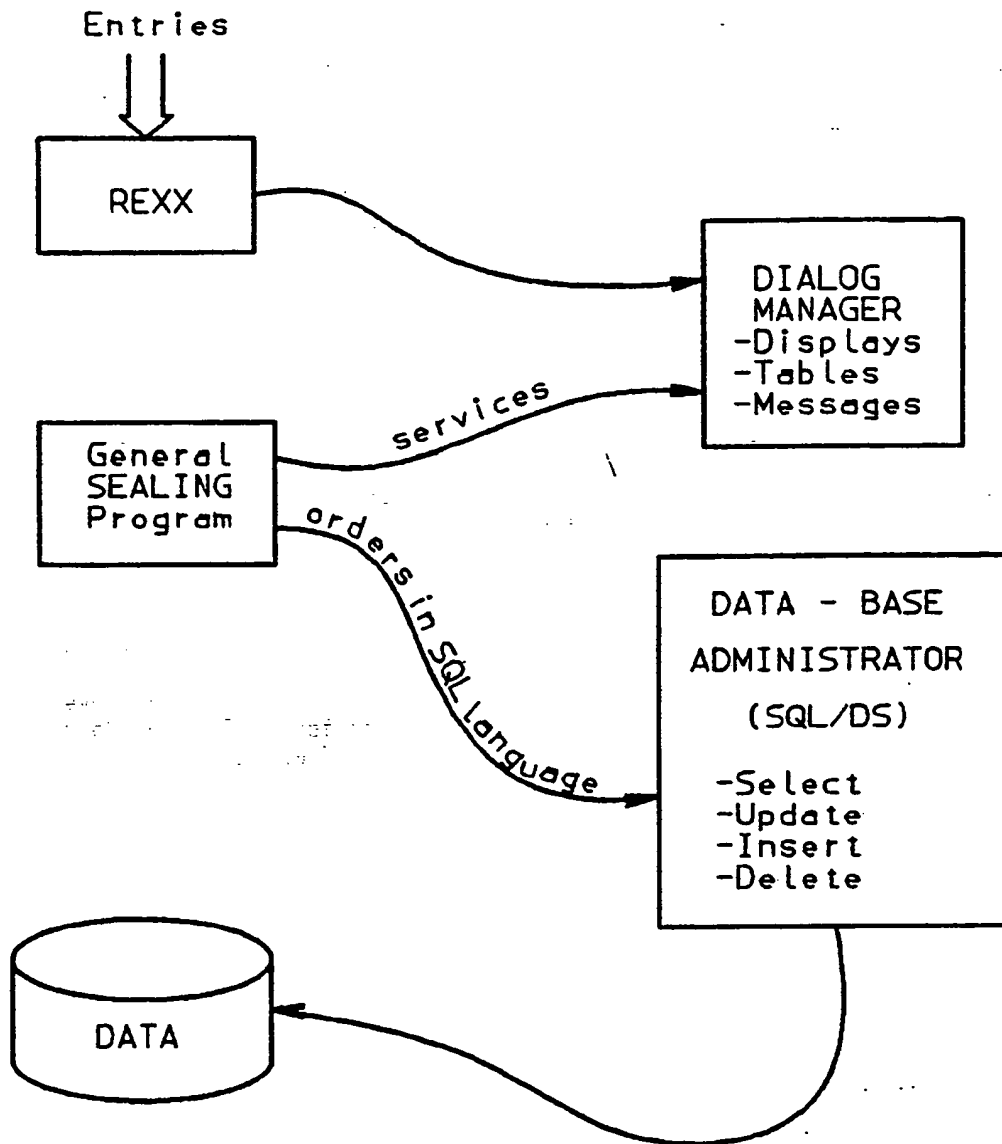 Entries
REXX
DIALOG
MANAGER
-Displays
-Tables
-Messages
services
General
SEALING
Program
orders in SQL language
DATA - BASE
ADMINISTRATOR
(SQL/DS)
-Select
-Update
-Insert
-Delete
DATA